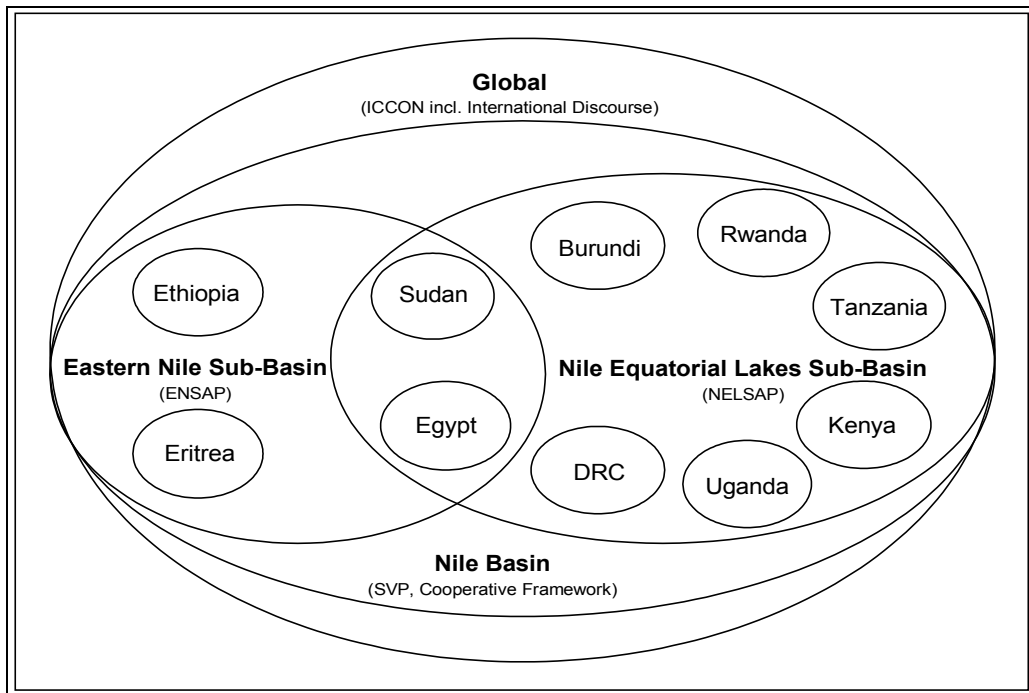 Global
(ICCON incl. International Discourse)
Rwanda
Burundi
Ethiopia
Sudan
Tanzania
Eastern Nile Sub-Basin
(ENSAP)
Nile Equatorial Lakes Sub-Basin
(NELSAP)
Egypt
Kenya
Eritrea
DRC
Uganda
Nile Basin
(SVP, Cooperative Framework)